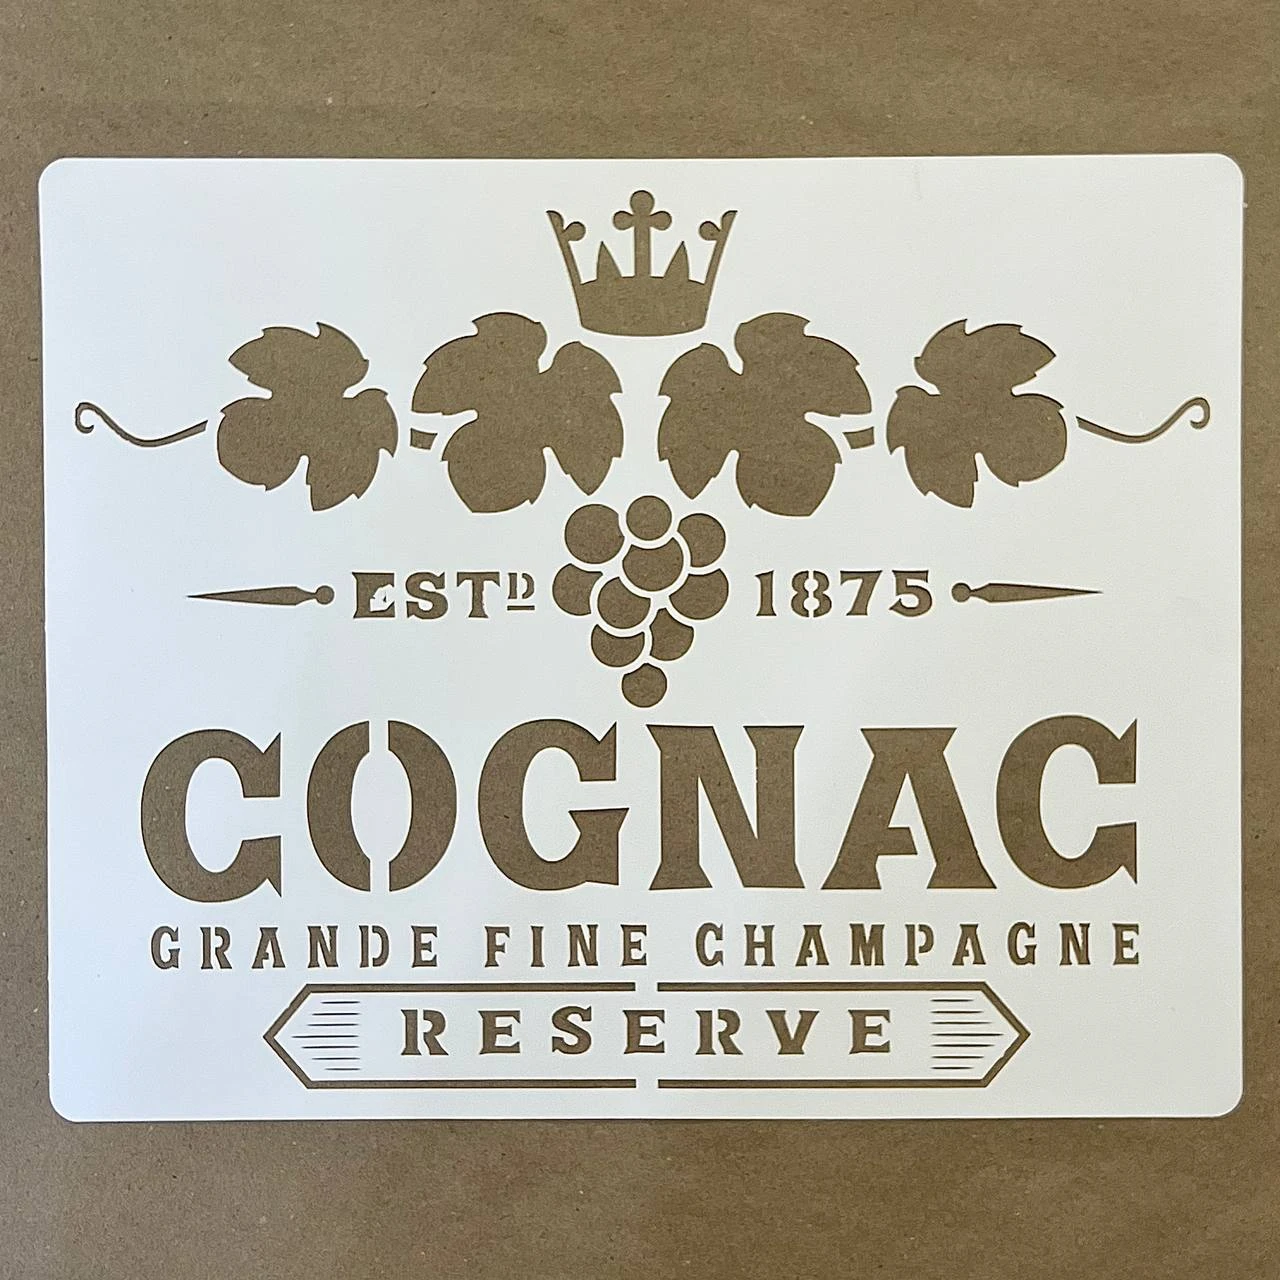 ESTD 1875
COGNAC
GRANDE FINE CHAMPAGNE
RESERVE